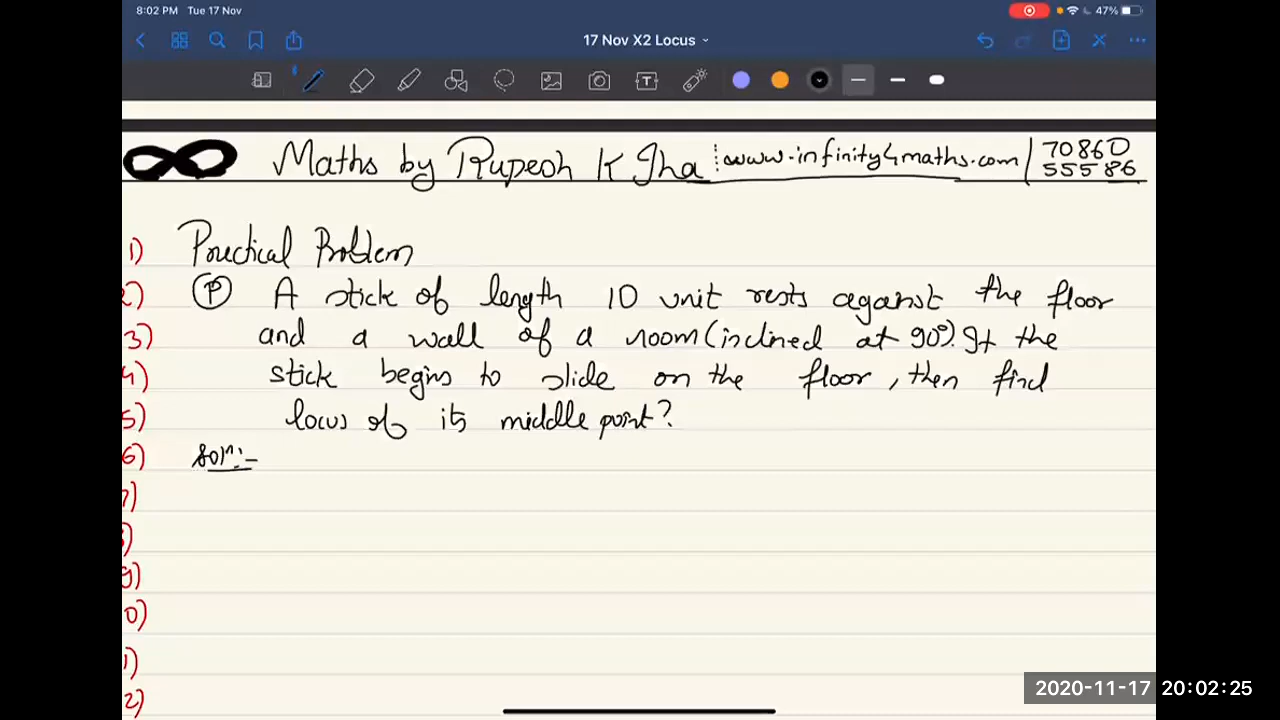 8:02 PM Tue 17 Nov
47%
17 Nov X2 Locus
Maths by Rupesh K Jha
www.infinity4maths.com
70860
55586
1) Practical Problem
2) (P) A stick of length 10 unit rests against the floor
3) and a wall of a room (inclined at 90°). If the
4) stick begins to slide on the floor, then find
5) locus of its middle point?
6) Soln:-
7)
8)
9)
0)
1)
2)
2020-11-17 20:02:25